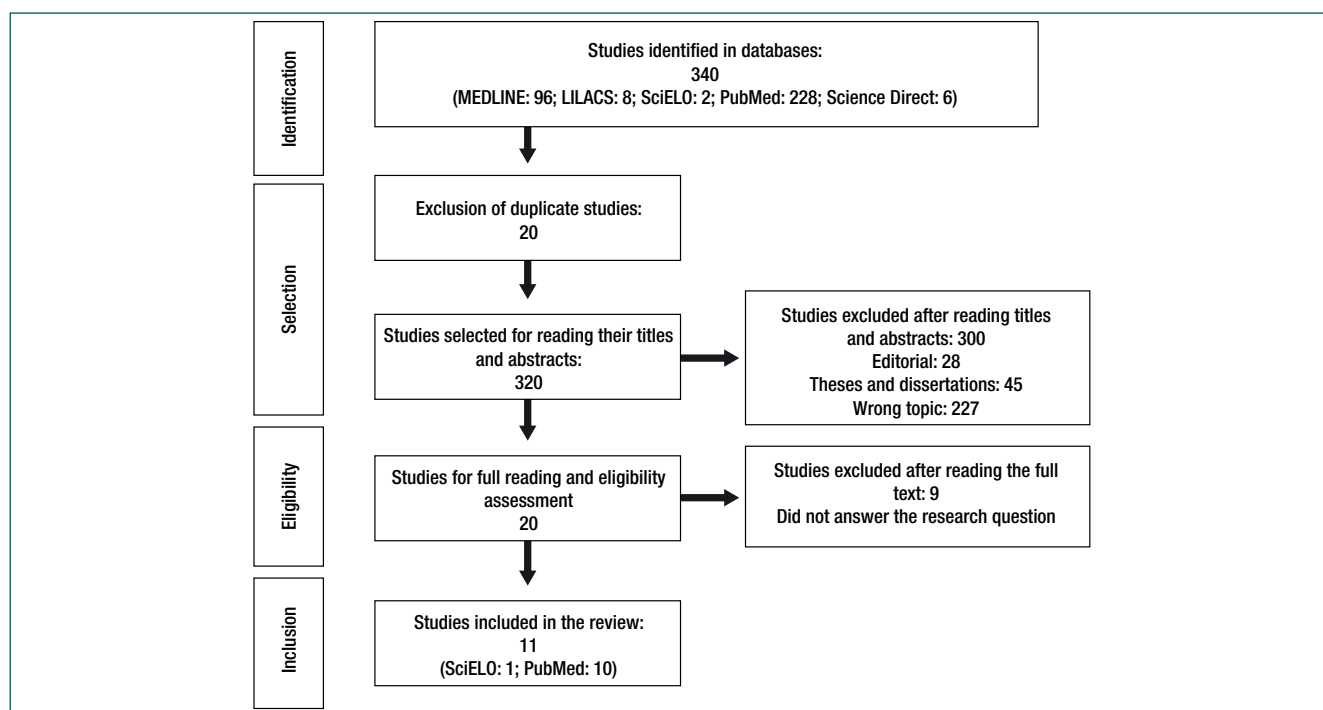 Identification
Studies identified in databases:
340
(MEDLINE: 96; LILACS: 8; SciELO: 2; PubMed: 228; Science Direct: 6)
Selection
Exclusion of duplicate studies:
20
Studies selected for reading their titles
and abstracts:
320
Studies excluded after reading titles
and abstracts: 300
Editorial: 28
Theses and dissertations: 45
Wrong topic: 227
Eligibility
Studies for full reading and eligibility
assessment
20
Studies excluded after reading the full
text: 9
Did not answer the research question
Inclusion
Studies included in the review:
11
(SciELO: 1; PubMed: 10)